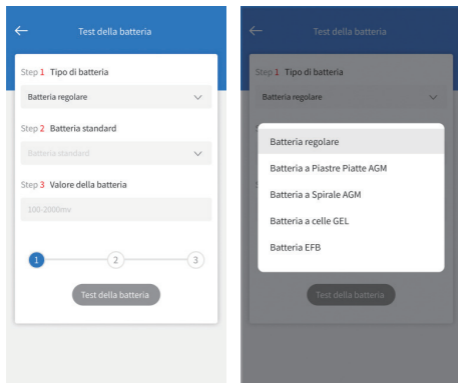 Test della batteria
Step 1 Tipo di batteria
Batteria regolare
Step 2 Batteria standard
Batteria standard
Step 3 Valore della batteria
100-2000mv
1
2
3
Test della batteria
Test della batteria
Step 1 Tipo di batteria
Batteria regolare
Batteria regolare
Batteria a Piastre Piatte AGM
Batteria a Spirale AGM
Batteria a celle GEL
Batteria EFB
Test della batteria